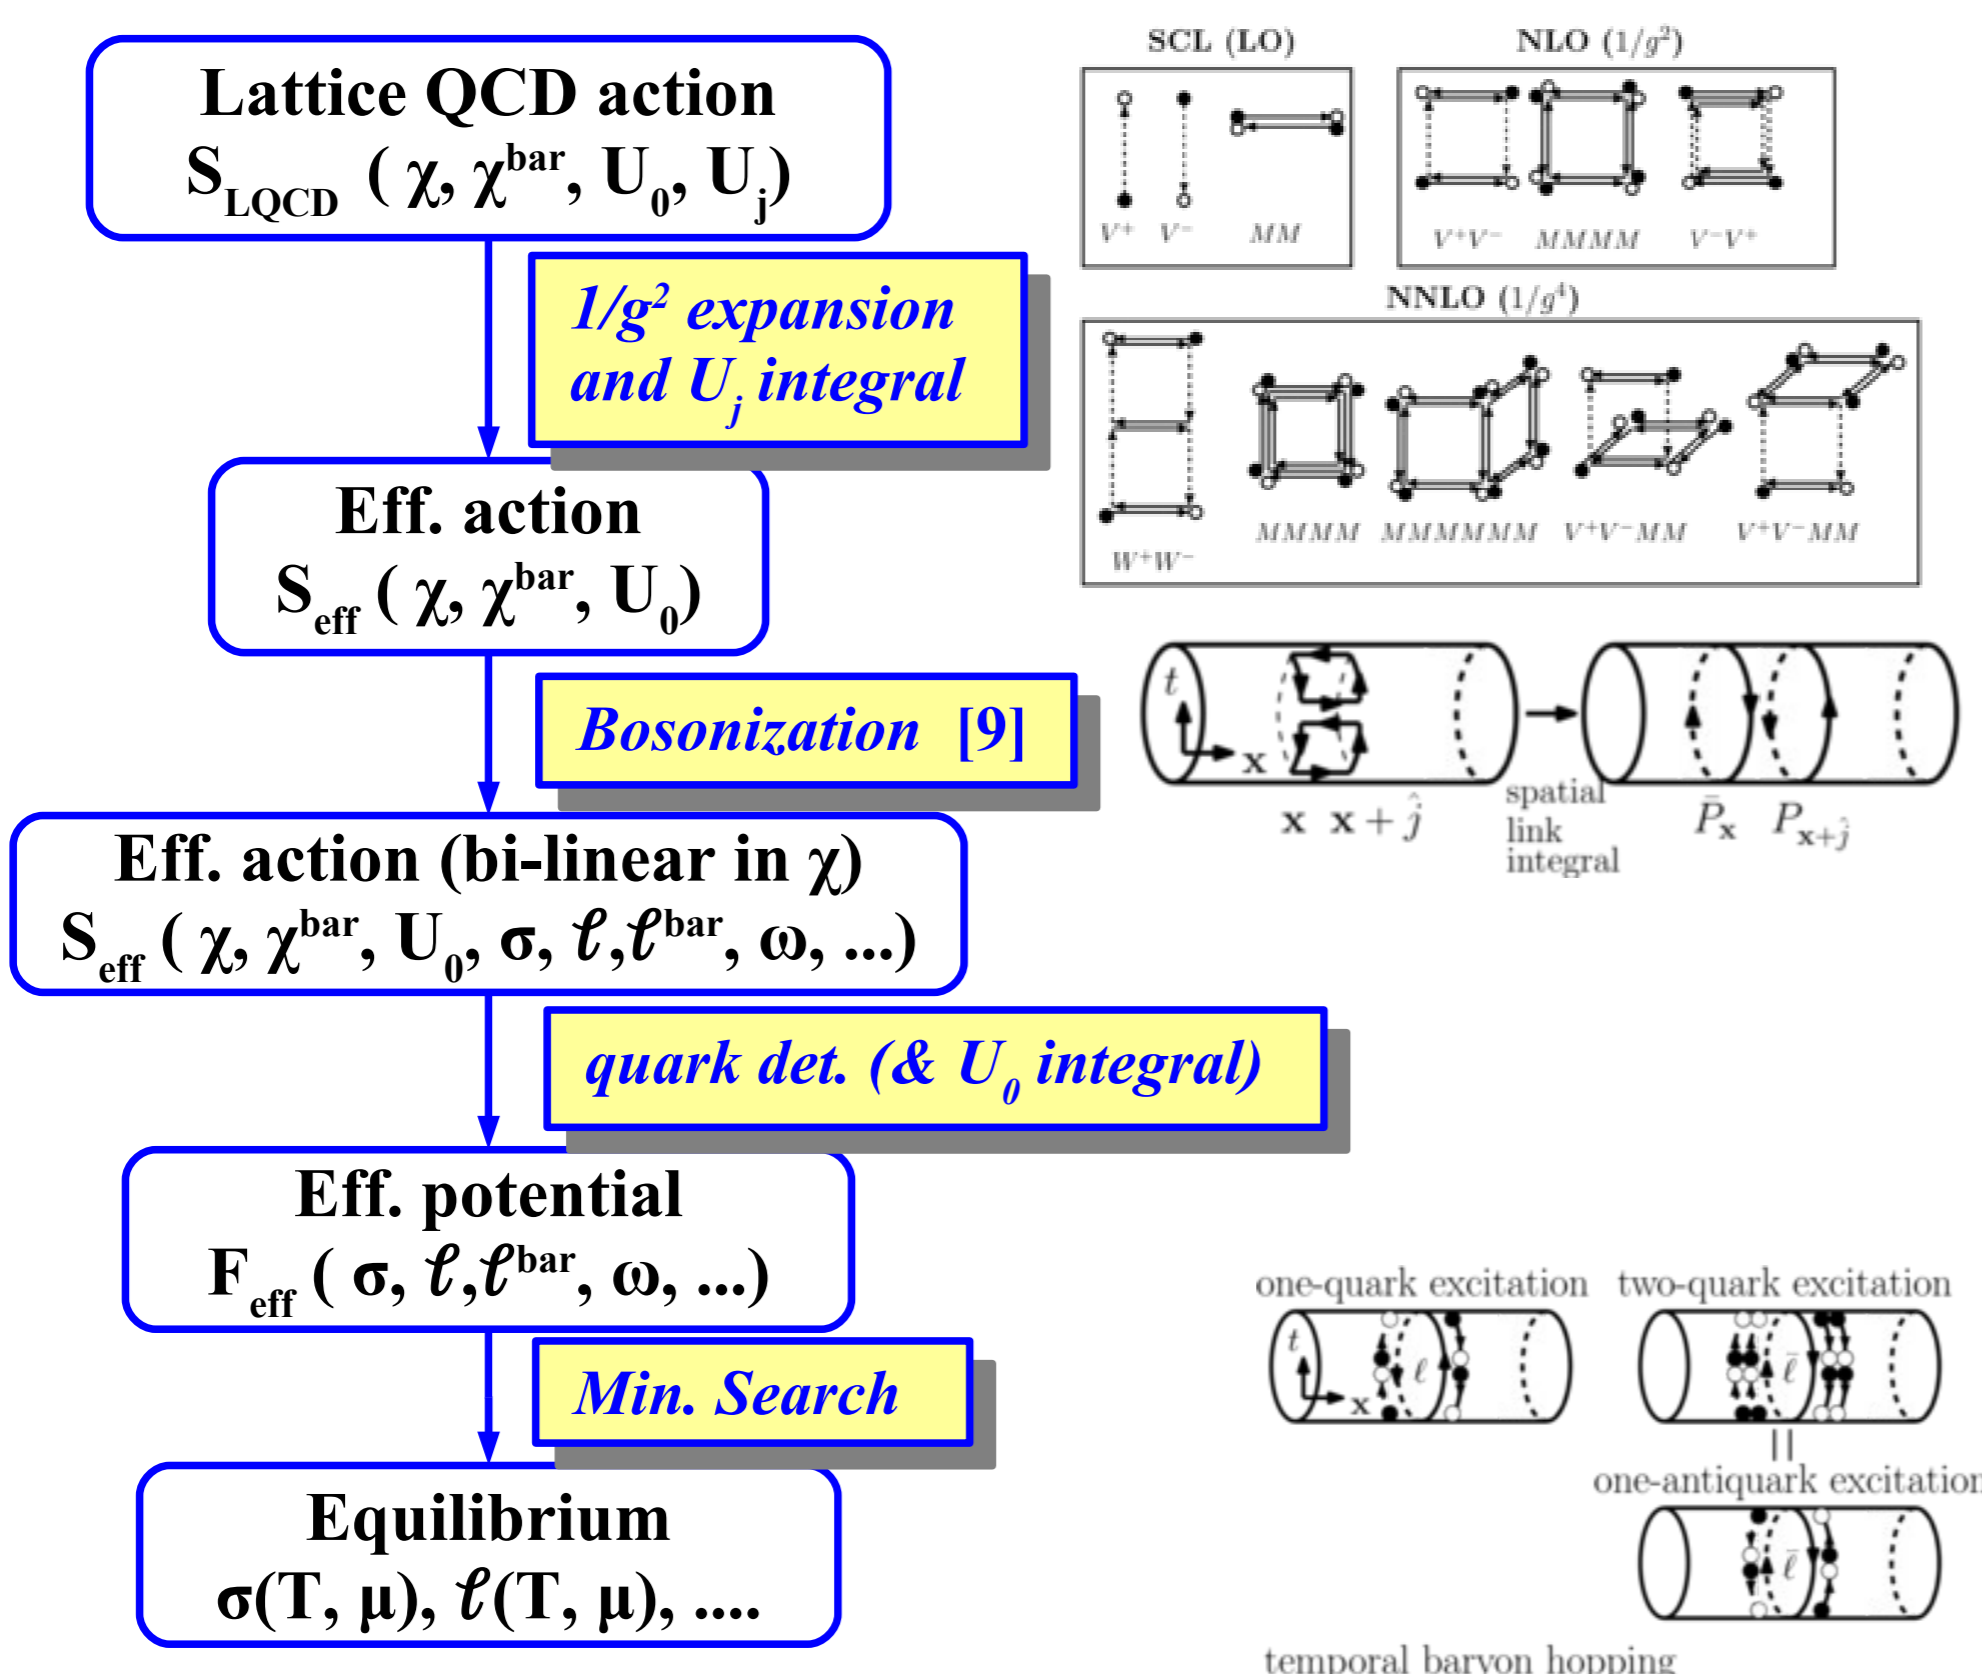 Lattice QCD action
S_LQCD ( χ, χ^bar, U_0, U_j)
1/g² expansion
and U_j integral
Eff. action
S_eff ( χ, χ^bar, U_0)
Bosonization [9]
Eff. action (bi-linear in χ)
S_eff ( χ, χ^bar, U_0, σ, ℓ,ℓ^bar, ω, ...)
quark det. (& U_0 integral)
Eff. potential
F_eff ( σ, ℓ,ℓ^bar, ω, ...)
Min. Search
Equilibrium
σ(T, μ), ℓ(T, μ), ....
SCL (LO)
V⁺ V⁻ MM
NLO (1/g²)
V⁺V⁻ MMMM V⁻V⁺
NNLO (1/g⁴)
W⁺W⁻ MMMM MMMMMM V⁺V⁻MM V⁺V⁻MM
t
x
x x + ĵ
spatial
link
integral
P̄_x P_x+ĵ
one-quark excitation
t
x
ℓ
two-quark excitation
ℓ̄
||
one-antiquark excitation
ℓ̄
temporal baryon hopping